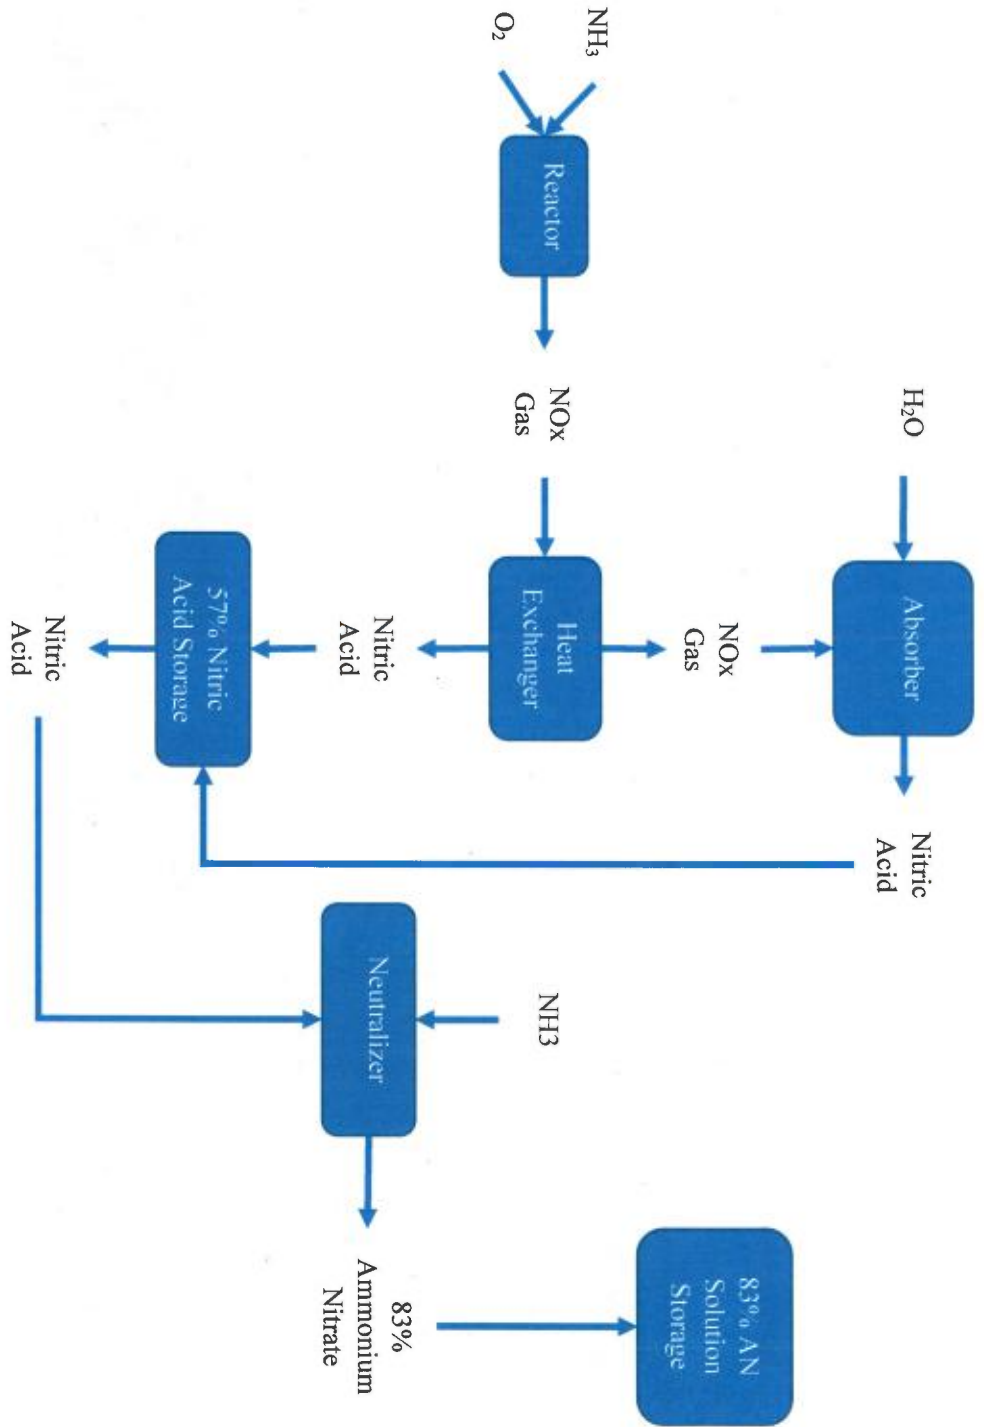 NH₃
O₂
Reactor
NOx
Gas
H₂O
Absorber
NOx
Gas
Heat
Exchanger
Nitric
Acid
57% Nitric
Acid Storage
Nitric
Acid
Nitric
Acid
NH3
Neutralizer
83%
Ammonium
Nitrate
83% AN
Solution
Storage